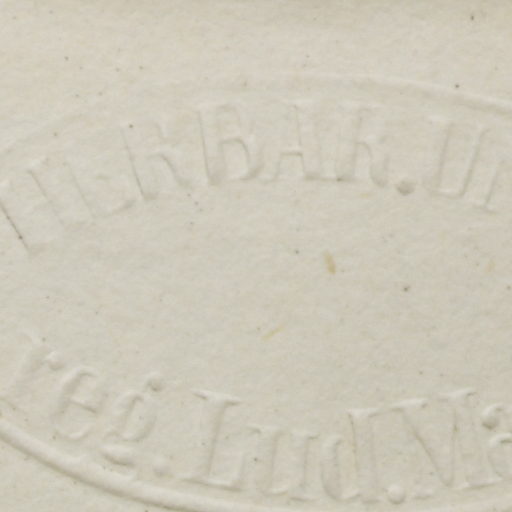 HERBAR. U
reg. Lud. Ma